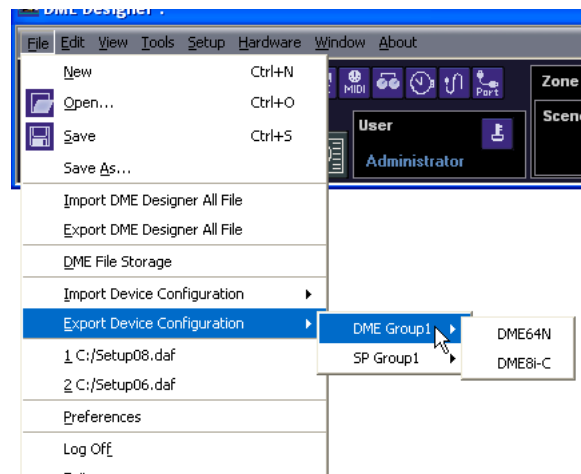 DME Designer :
File Edit View Tools Setup Hardware Window About
New Ctrl+N
Open... Ctrl+O
Save Ctrl+S
Save As...
MIDI
Port
Zone
User
Administrator
Import DME Designer All File
Export DME Designer All File
DME File Storage
Import Device Configuration
Export Device Configuration
DME Group1
SP Group1
DME64N
DME8i-C
1 C:/Setup08.daf
2 C:/Setup06.daf
Preferences
Log Off